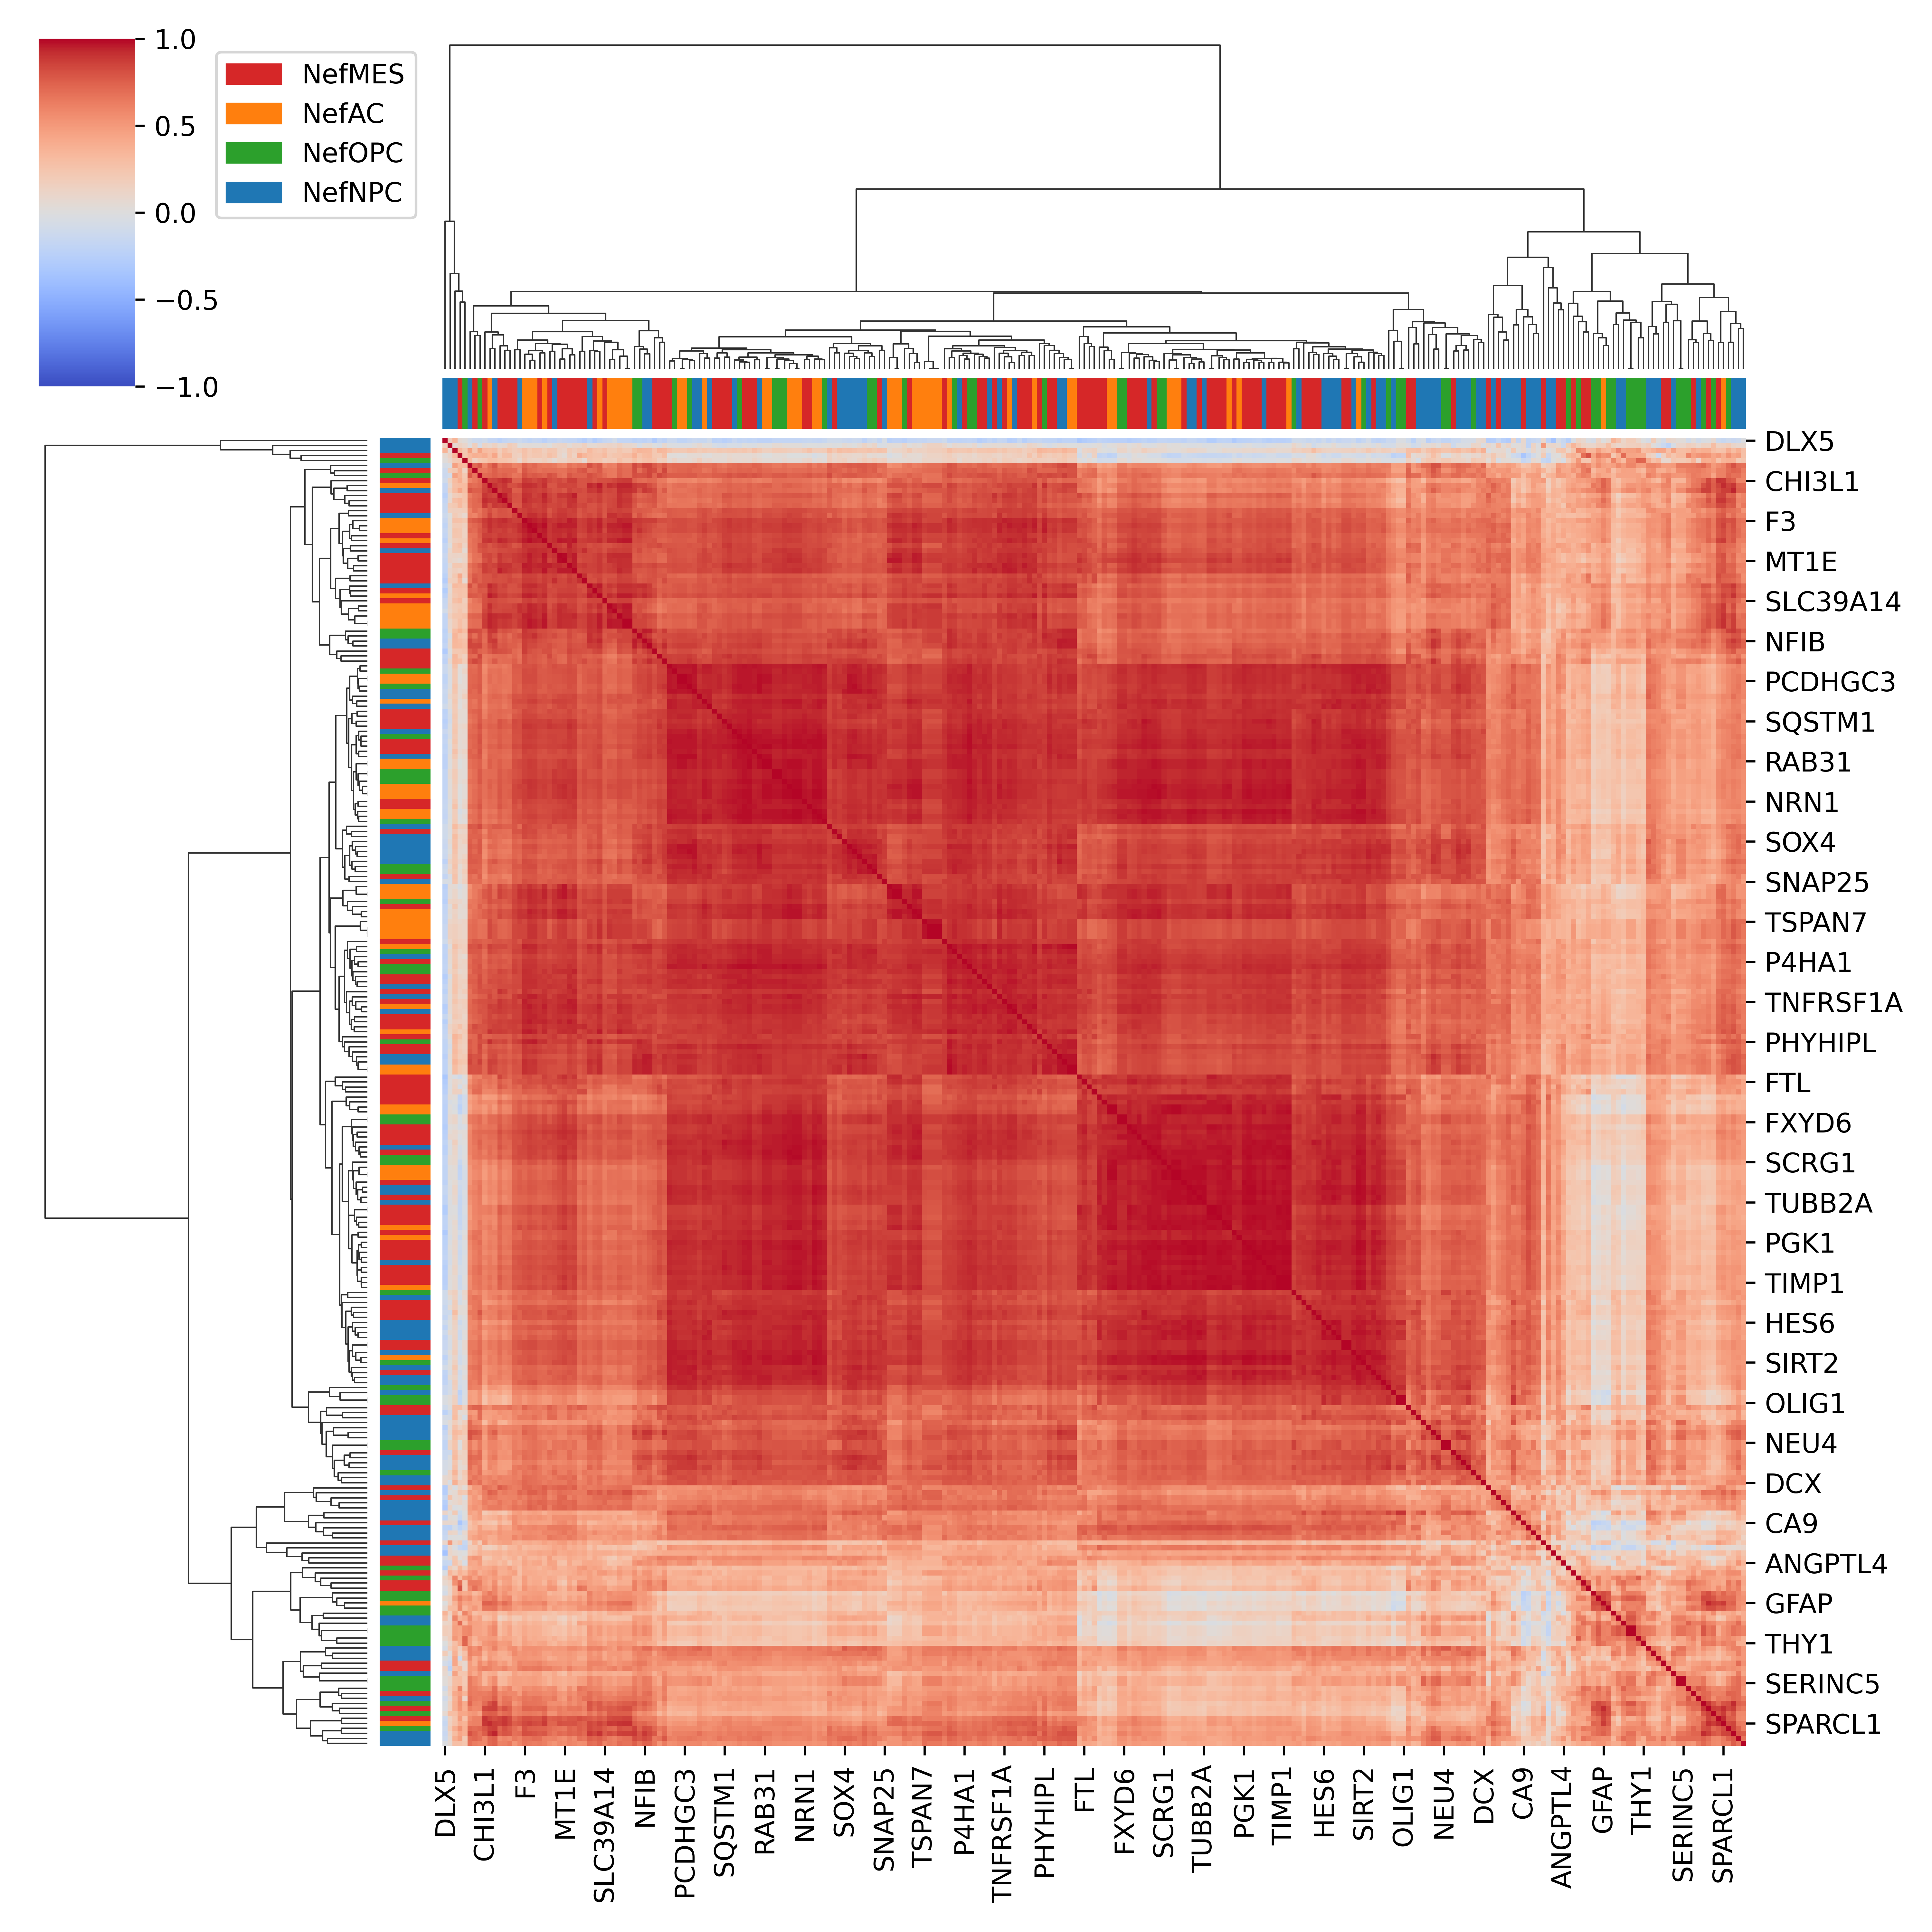 1.0
0.5
0.0
−0.5
−1.0
NefMES
NefAC
NefOPC
NefNPC
DLX5
CHI3L1
F3
MT1E
SLC39A14
NFIB
PCDHGC3
SQSTM1
RAB31
NRN1
SOX4
SNAP25
TSPAN7
P4HA1
TNFRSF1A
PHYHIPL
FTL
FXYD6
SCRG1
TUBB2A
PGK1
TIMP1
HES6
SIRT2
OLIG1
NEU4
DCX
CA9
ANGPTL4
GFAP
THY1
SERINC5
SPARCL1
DLX5
CHI3L1
F3
MT1E
SLC39A14
NFIB
PCDHGC3
SQSTM1
RAB31
NRN1
SOX4
SNAP25
TSPAN7
P4HA1
TNFRSF1A
PHYHIPL
FTL
FXYD6
SCRG1
TUBB2A
PGK1
TIMP1
HES6
SIRT2
OLIG1
NEU4
DCX
CA9
ANGPTL4
GFAP
THY1
SERINC5
SPARCL1